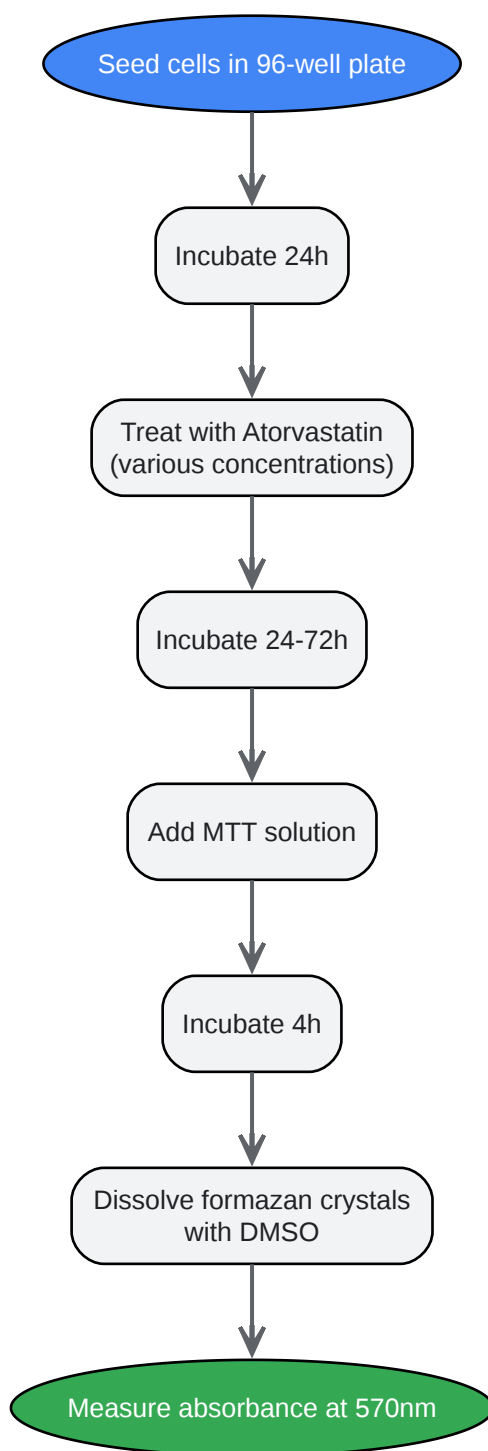 Seed cells in 96-well plate
Incubate 24h
Treat with Atorvastatin
(various concentrations)
Incubate 24-72h
Add MTT solution
Incubate 4h
Dissolve formazan crystals
with DMSO
Measure absorbance at 570nm